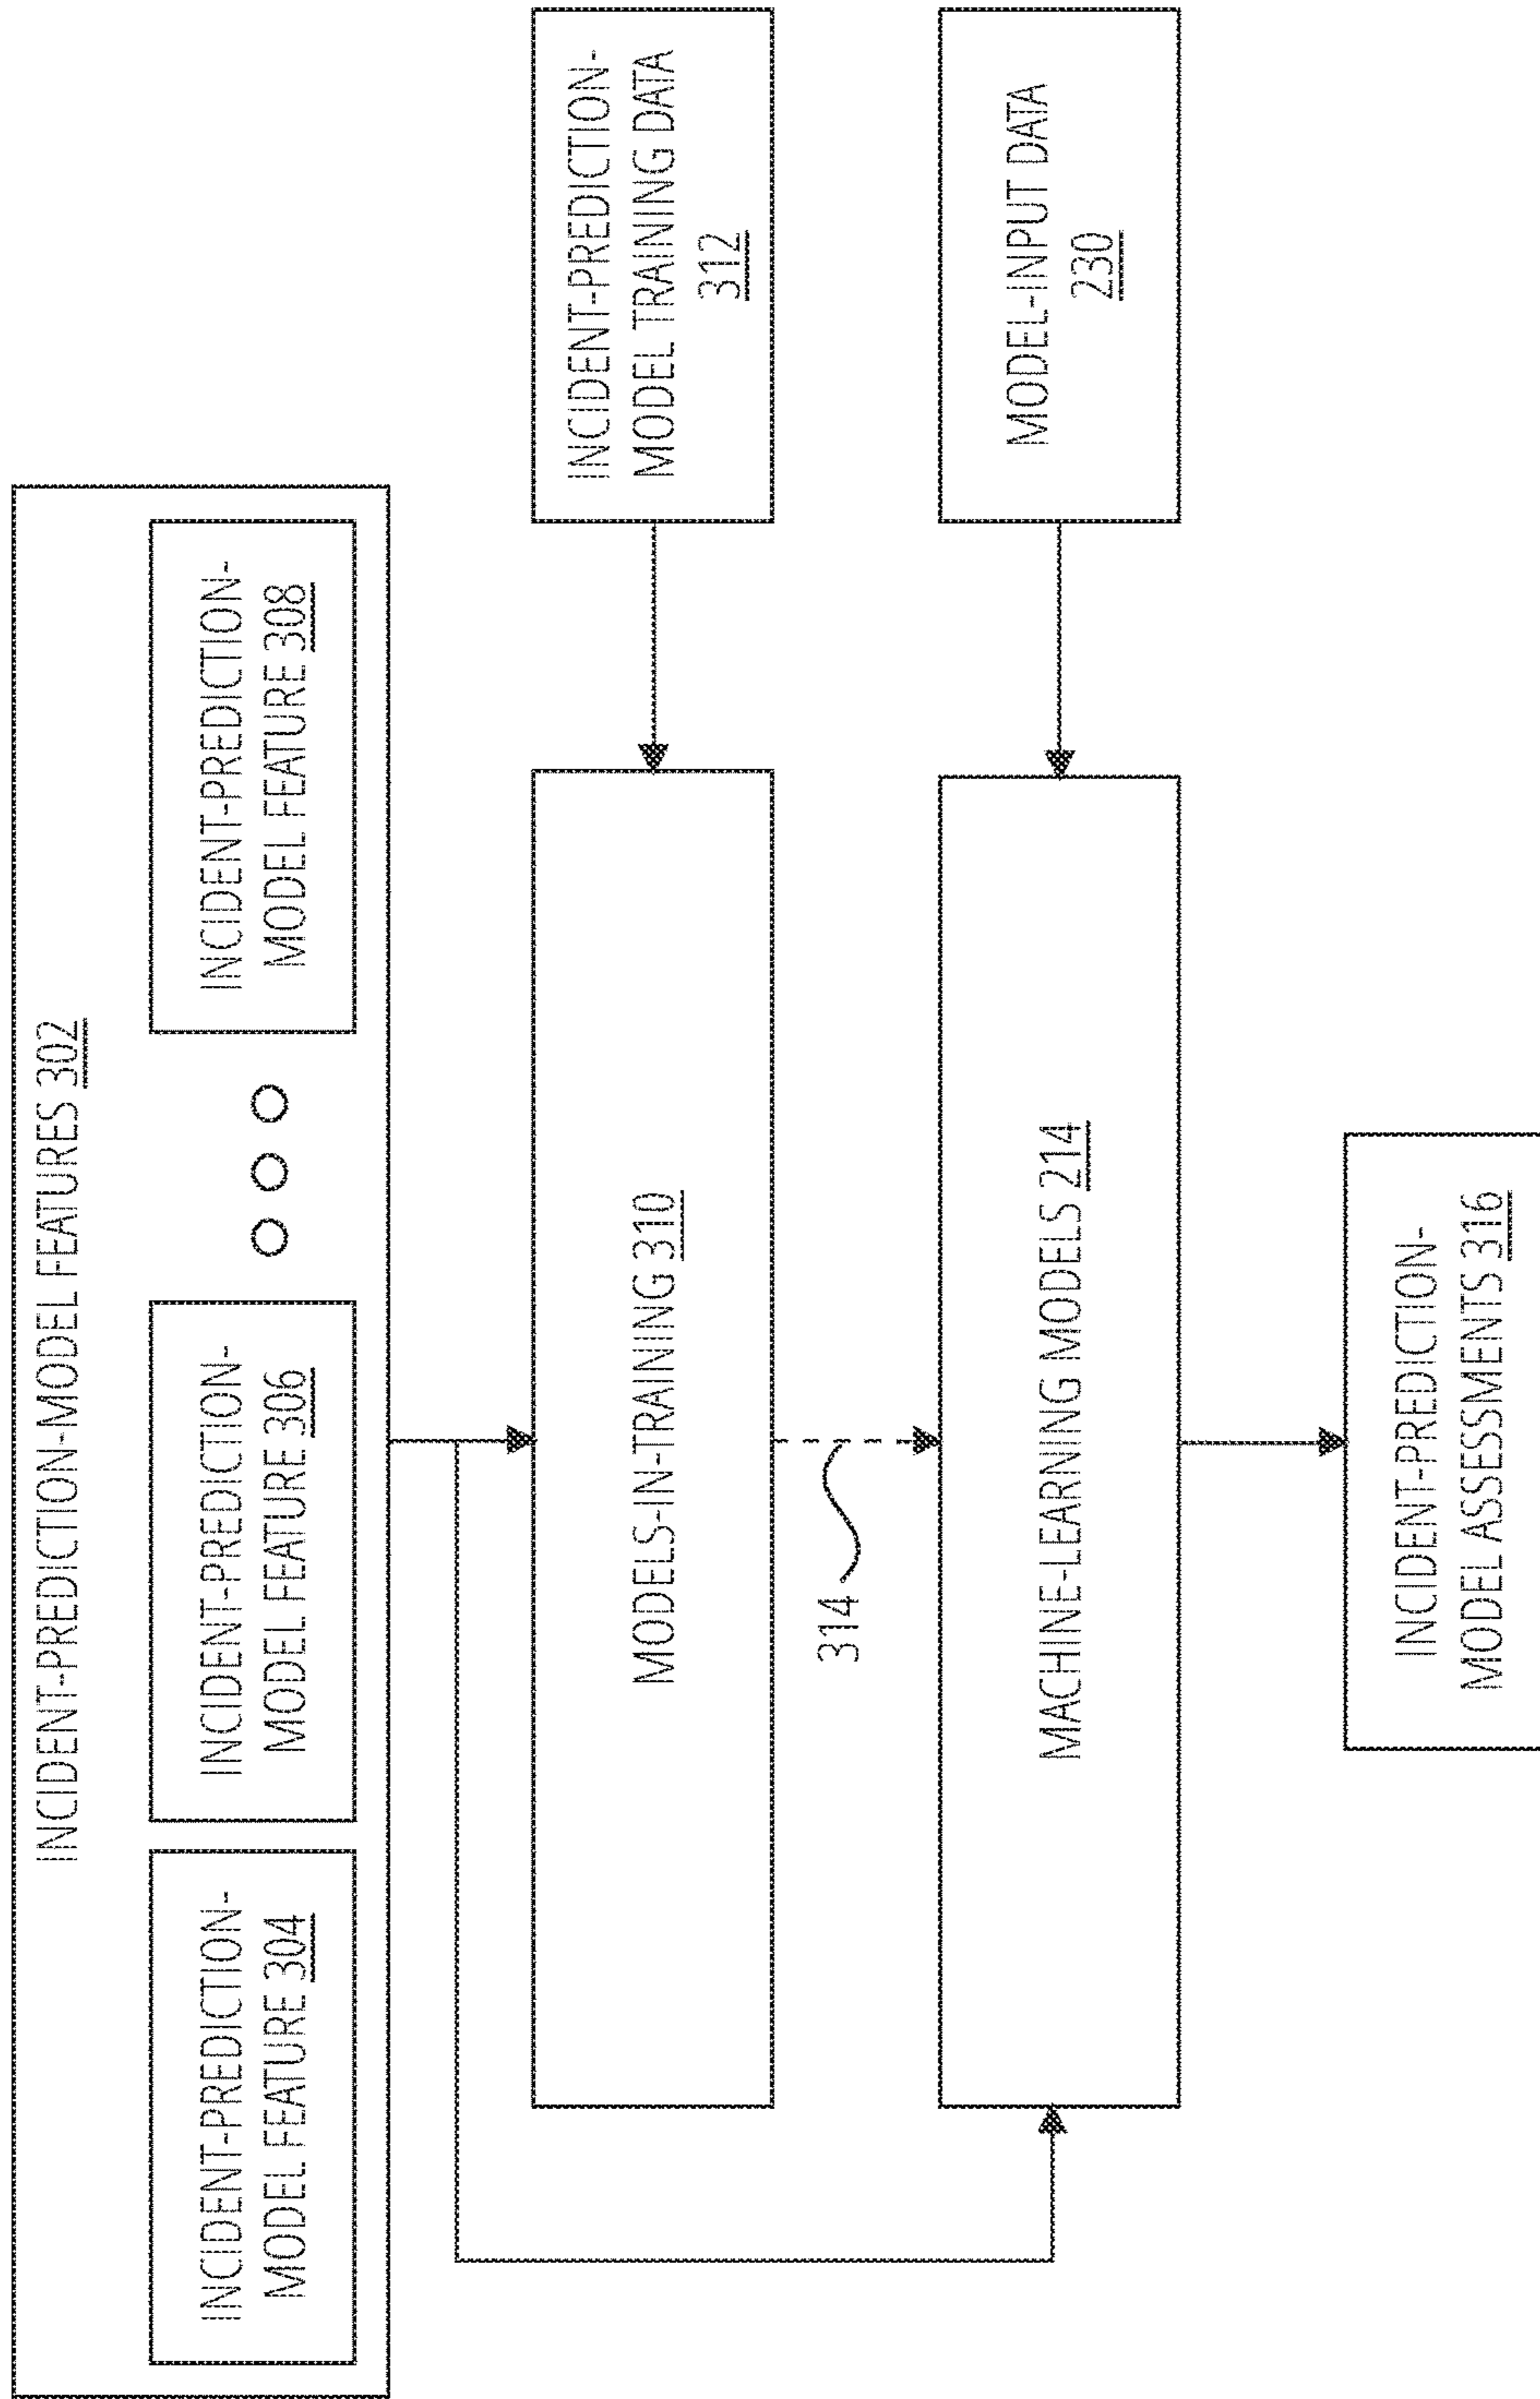 INCIDENT-PREDICTION-MODEL FEATURES 302
INCIDENT-PREDICTION-
MODEL FEATURE 304
INCIDENT-PREDICTION-
MODEL FEATURE 306
INCIDENT-PREDICTION-
MODEL FEATURE 308
MODELS-IN-TRAINING 310
INCIDENT-PREDICTION-
MODEL TRAINING DATA
312
314
MACHINE-LEARNING MODELS 214
MODEL-INPUT DATA
230
INCIDENT-PREDICTION-
MODEL ASSESSMENTS 316